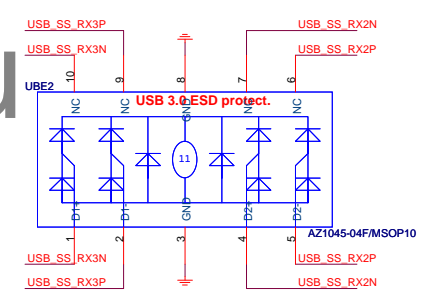 USB_SS_RX3P
USB_SS_RX2N
USB_SS_RX3N
USB_SS_RX2P
10
9
8
7
6
UBE2
USB 3.0 ESD protect.
NC
NC
GND
NC
NC
11
D1+
D1-
GND
D2+
D2-
1
2
3
4
5
AZ1045-04F/MSOP10
USB_SS_RX3N
USB_SS_RX2P
USB_SS_RX3P
USB_SS_RX2N